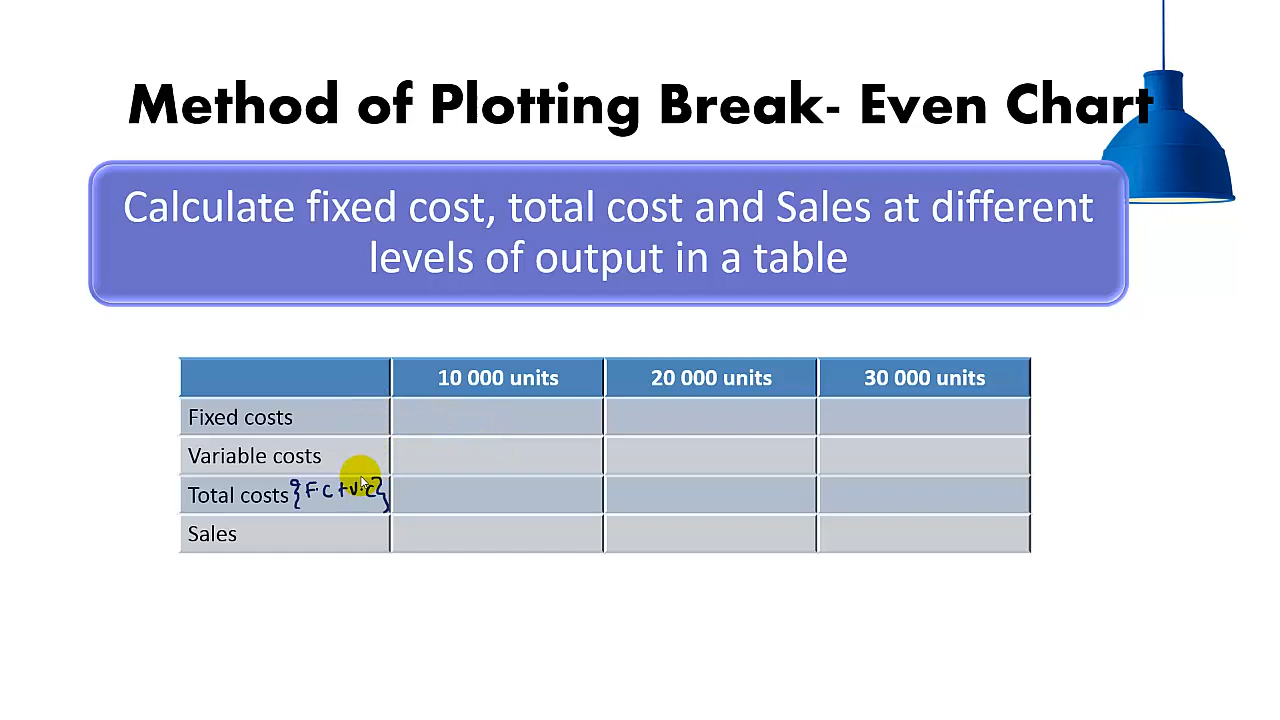 Method of Plotting Break- Even Chart
Calculate fixed cost, total cost and Sales at different
levels of output in a table
10 000 units 20 000 units 30 000 units
Fixed costs
Variable costs
Total costs {F.C + V.C}
Sales